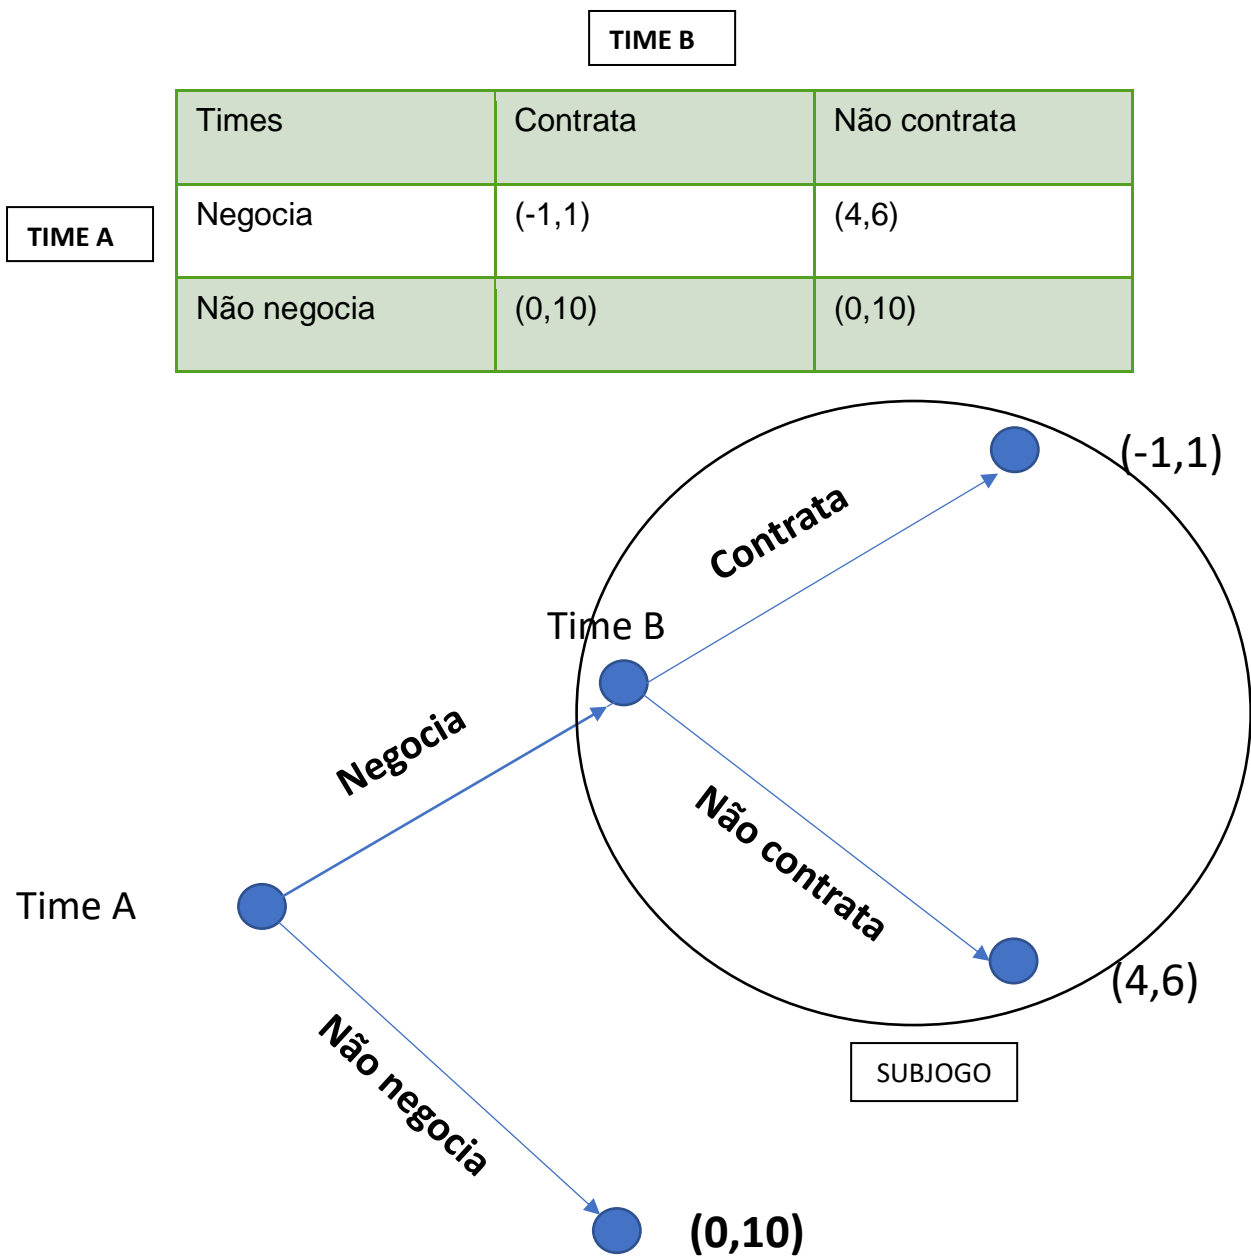 TIME B
Times Contrata Não contrata
TIME A
Negocia (-1,1) (4,6)
Não negocia (0,10) (0,10)
(-1,1)
Contrata
Time B
Negocia
Não contrata
Time A
(4,6)
SUBJOGO
Não negocia
(0,10)